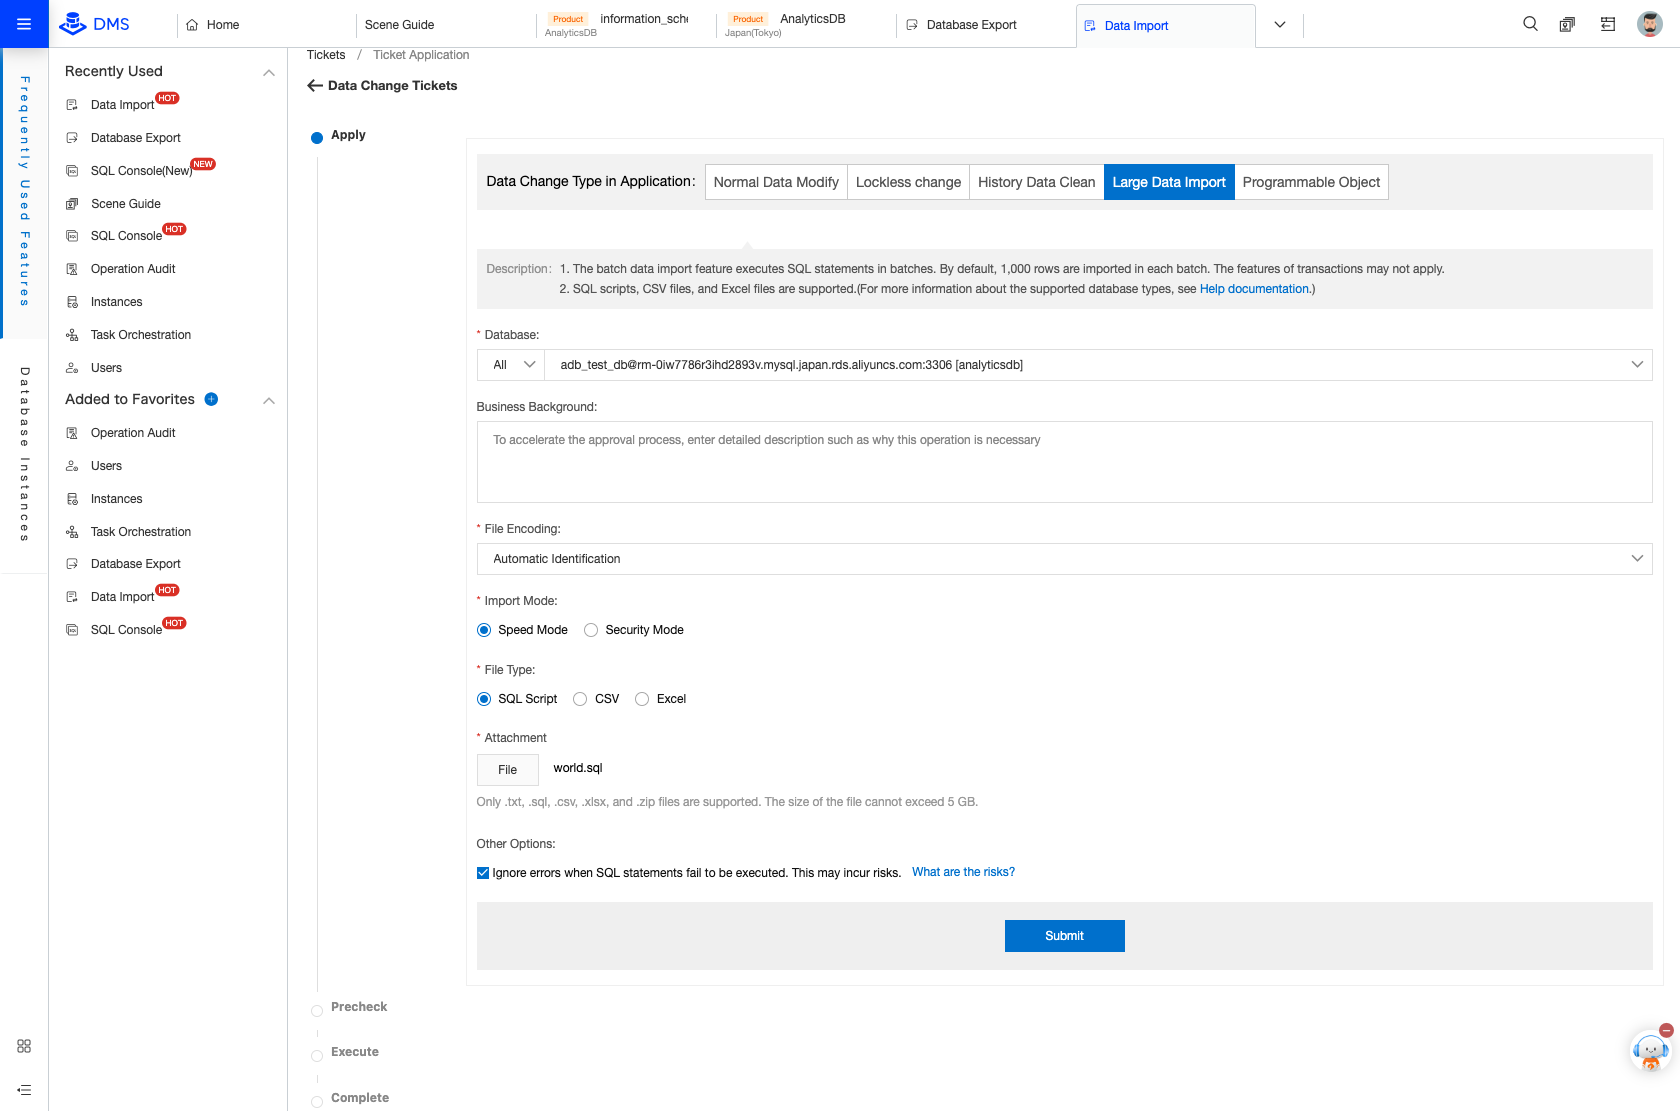 DMS
Home
Scene Guide
Product information_sche
AnalyticsDB
Product AnalyticsDB
Japan(Tokyo)
Database Export
Data Import
Frequently Used Features
Database Instances
Recently Used
Data Import HOT
Database Export
SQL Console(New) NEW
Scene Guide
SQL Console HOT
Operation Audit
Instances
Task Orchestration
Users
Added to Favorites
Operation Audit
Users
Instances
Task Orchestration
Database Export
Data Import HOT
SQL Console HOT
Tickets / Ticket Application
Data Change Tickets
Apply
Data Change Type in Application: Normal Data Modify Lockless change History Data Clean Large Data Import Programmable Object
Description: 1. The batch data import feature executes SQL statements in batches. By default, 1,000 rows are imported in each batch. The features of transactions may not apply.
2. SQL scripts, CSV files, and Excel files are supported.(For more information about the supported database types, see Help documentation.)
* Database:
All adb_test_db@rm-0iw7786r3ihd2893v.mysql.japan.rds.aliyuncs.com:3306 [analyticsdb]
Business Background:
To accelerate the approval process, enter detailed description such as why this operation is necessary
* File Encoding:
Automatic Identification
* Import Mode:
Speed Mode Security Mode
* File Type:
SQL Script CSV Excel
* Attachment
File world.sql
Only .txt, .sql, .csv, .xlsx, and .zip files are supported. The size of the file cannot exceed 5 GB.
Other Options:
Ignore errors when SQL statements fail to be executed. This may incur risks. What are the risks?
Submit
Precheck
Execute
Complete